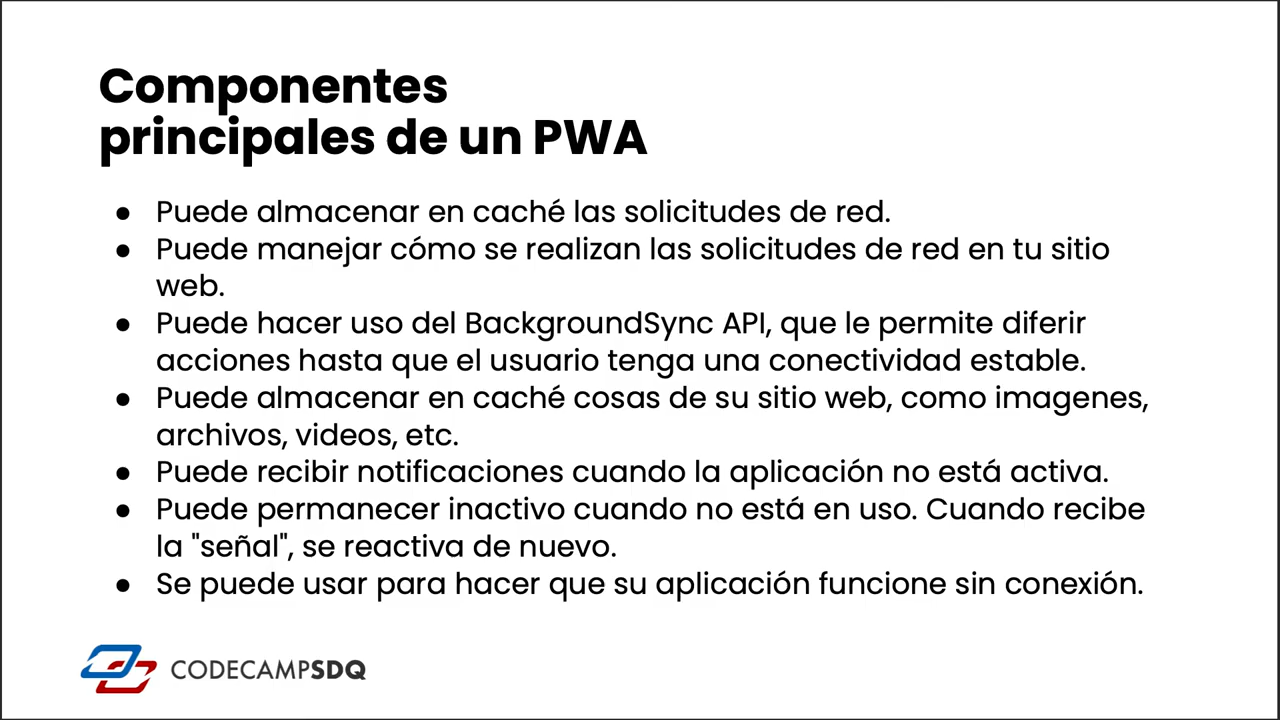 Componentes
principales de un PWA
● Puede almacenar en caché las solicitudes de red.
● Puede manejar cómo se realizan las solicitudes de red en tu sitio
web.
● Puede hacer uso del BackgroundSync API, que le permite diferir
acciones hasta que el usuario tenga una conectividad estable.
● Puede almacenar en caché cosas de su sitio web, como imagenes,
archivos, videos, etc.
● Puede recibir notificaciones cuando la aplicación no está activa.
● Puede permanecer inactivo cuando no está en uso. Cuando recibe
la "señal", se reactiva de nuevo.
● Se puede usar para hacer que su aplicación funcione sin conexión.
CODECAMPSDQ